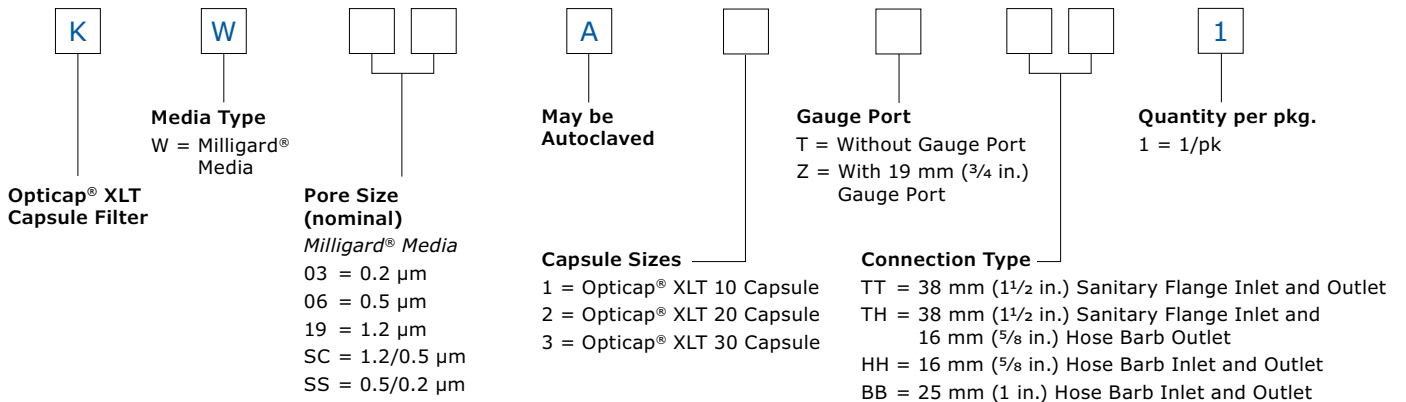 K W A 1
Media Type
W = Milligard®
Media
Opticap® XLT
Capsule Filter
Pore Size
(nominal)
Milligard® Media
03 = 0.2 µm
06 = 0.5 µm
19 = 1.2 µm
SC = 1.2/0.5 µm
SS = 0.5/0.2 µm
May be
Autoclaved
Capsule Sizes
1 = Opticap® XLT 10 Capsule
2 = Opticap® XLT 20 Capsule
3 = Opticap® XLT 30 Capsule
Gauge Port
T = Without Gauge Port
Z = With 19 mm (3/4 in.)
Gauge Port
Connection Type
TT = 38 mm (11/2 in.) Sanitary Flange Inlet and Outlet
TH = 38 mm (11/2 in.) Sanitary Flange Inlet and
16 mm (5/8 in.) Hose Barb Outlet
HH = 16 mm (5/8 in.) Hose Barb Inlet and Outlet
BB = 25 mm (1 in.) Hose Barb Inlet and Outlet
Quantity per pkg.
1 = 1/pk